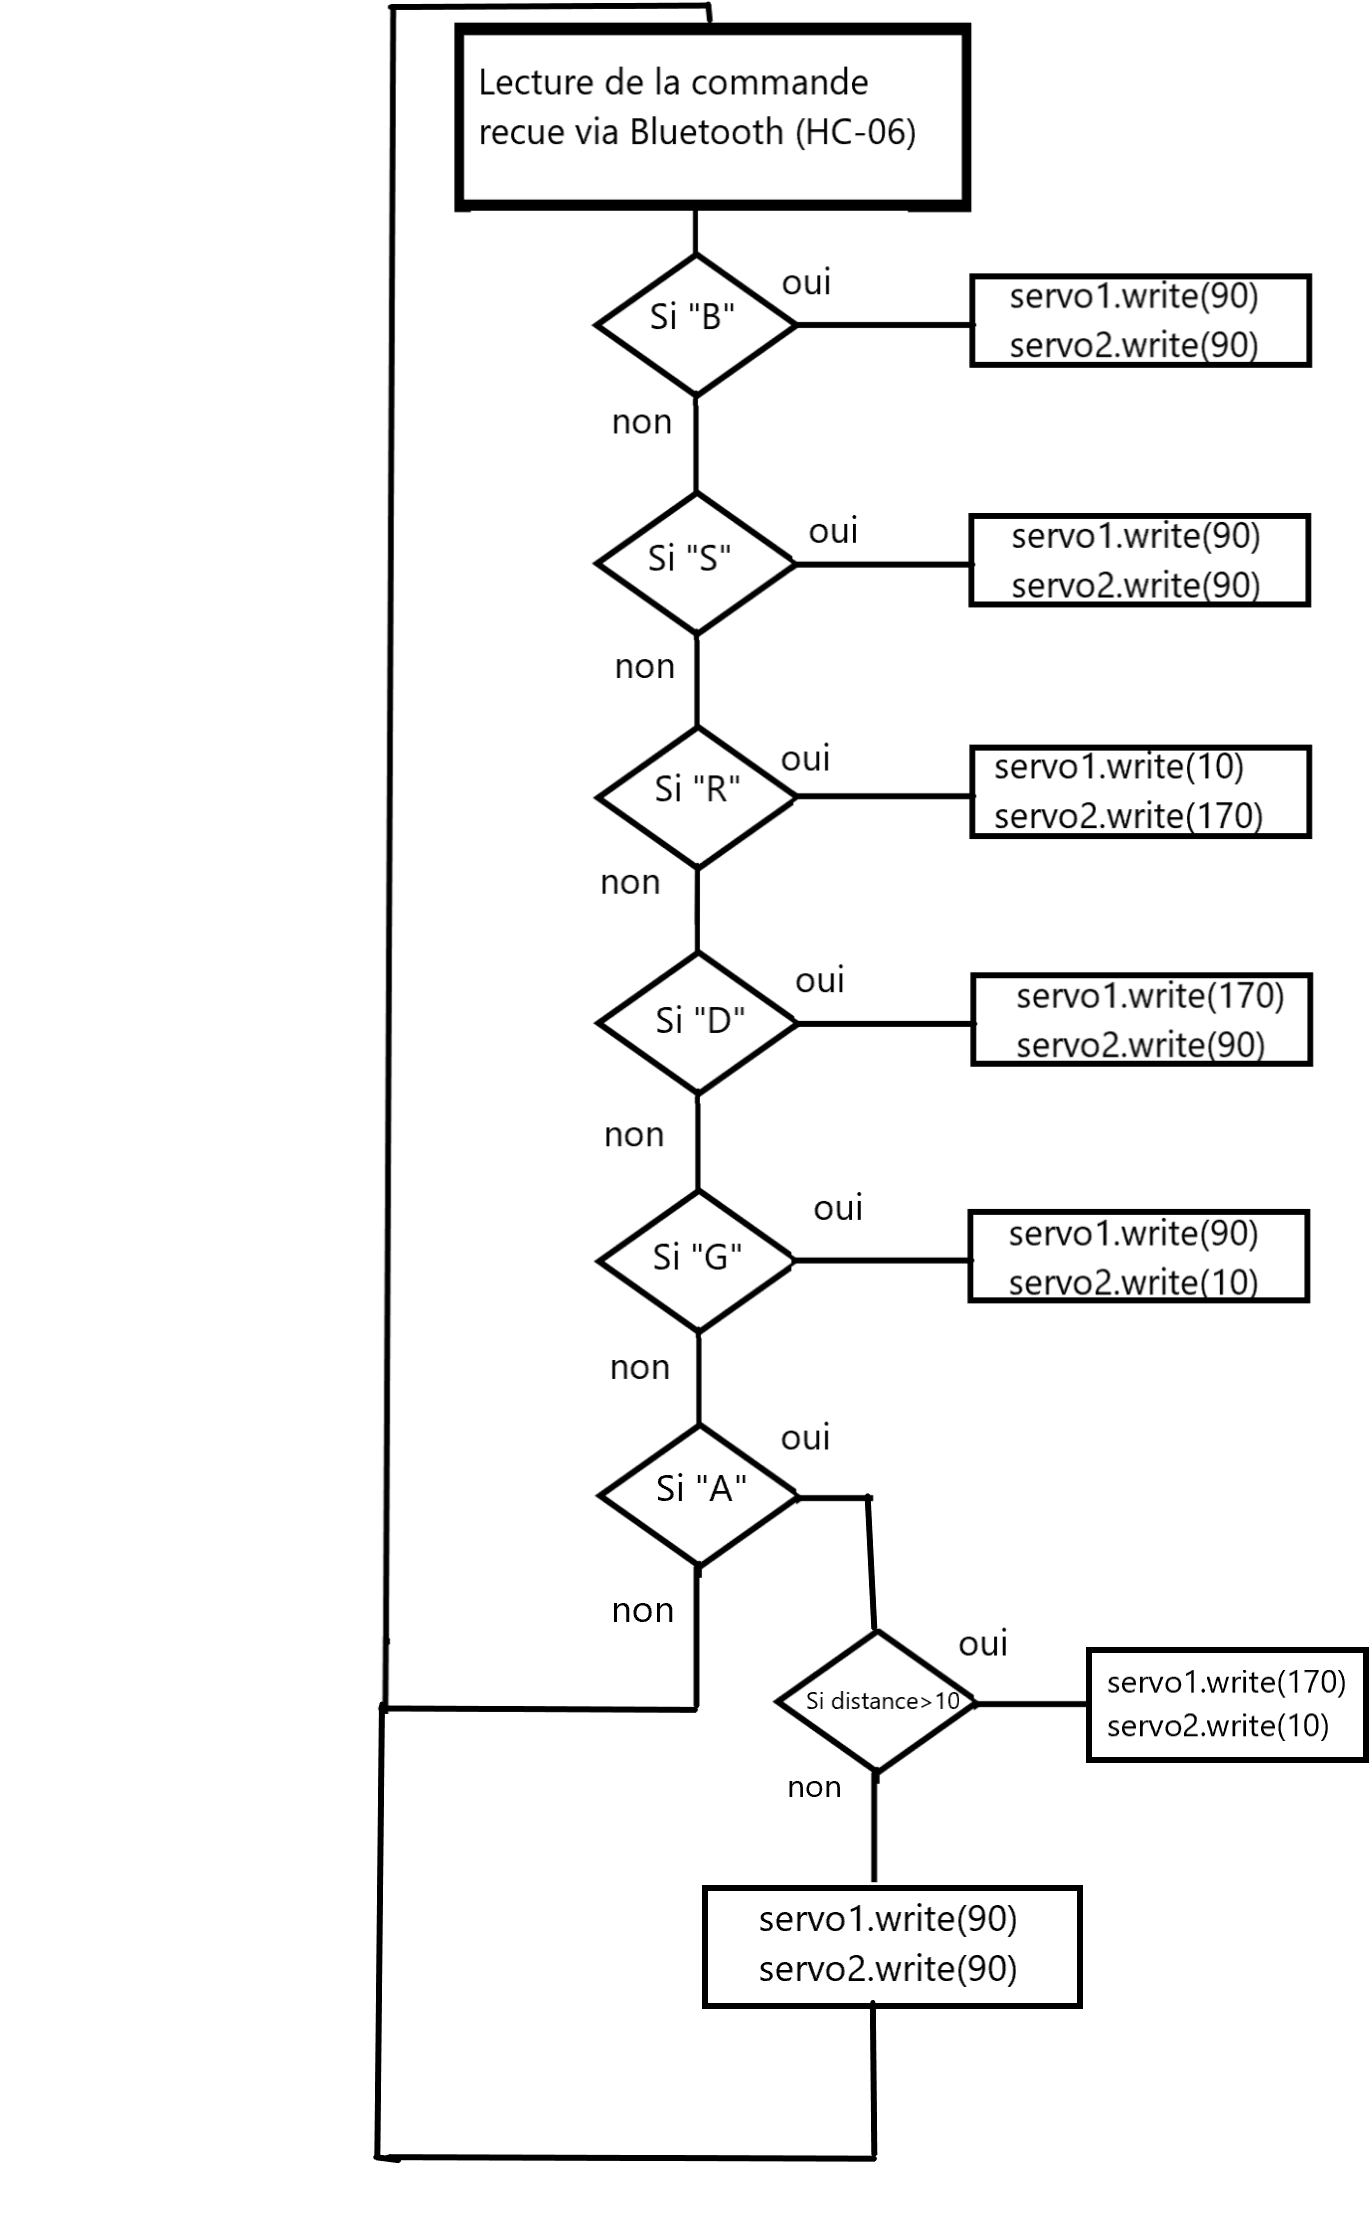 Lecture de la commande
recue via Bluetooth (HC-06)
Si "B"
oui
servo1.write(90)
servo2.write(90)
non
Si "S"
oui
servo1.write(90)
servo2.write(90)
non
Si "R"
oui
servo1.write(10)
servo2.write(170)
non
Si "D"
oui
servo1.write(170)
servo2.write(90)
non
Si "G"
oui
servo1.write(90)
servo2.write(10)
non
Si "A"
oui
non
Si distance>10
oui
servo1.write(170)
servo2.write(10)
non
servo1.write(90)
servo2.write(90)